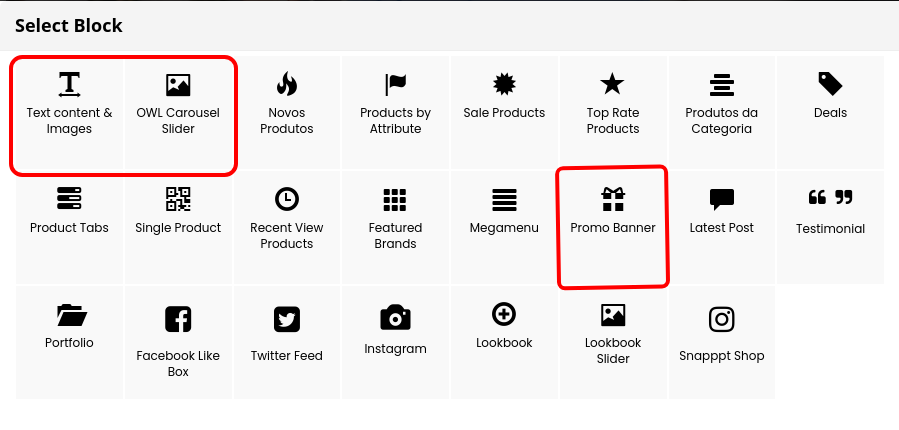 Select Block
Text content &
Images
OWL Carousel
Slider
Novos
Produtos
Products by
Attribute
Sale Products
Top Rate
Products
Produtos da
Categoria
Deals
Product Tabs
Single Product
Recent View
Products
Featured
Brands
Megamenu
Promo Banner
Latest Post
Testimonial
Portfolio
Facebook Like
Box
Twitter Feed
Instagram
Lookbook
Lookbook
Slider
Snapppt Shop